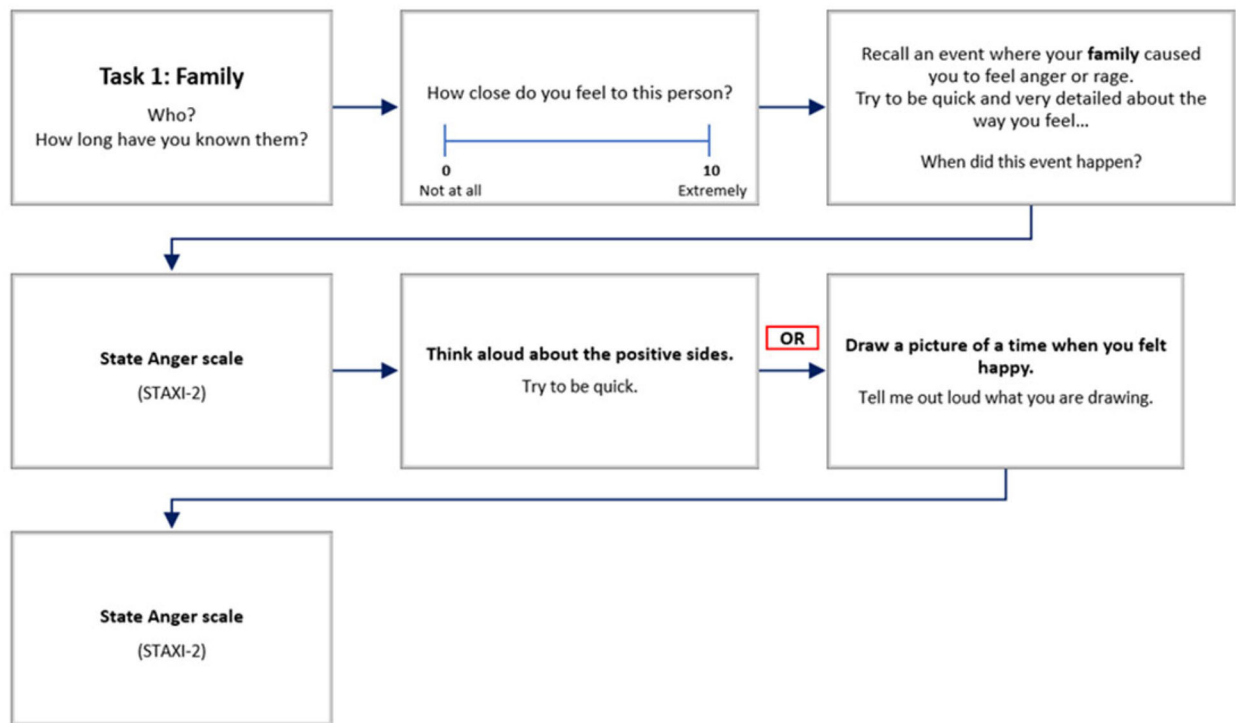 Task 1: Family
Who?
How long have you known them?
How close do you feel to this person?
0
10
Not at all
Extremely
Recall an event where your family caused
you to feel anger or rage.
Try to be quick and very detailed about the
way you feel...
When did this event happen?
State Anger scale
(STAXI-2)
Think aloud about the positive sides.
Try to be quick.
OR
Draw a picture of a time when you felt
happy.
Tell me out loud what you are drawing.
State Anger scale
(STAXI-2)